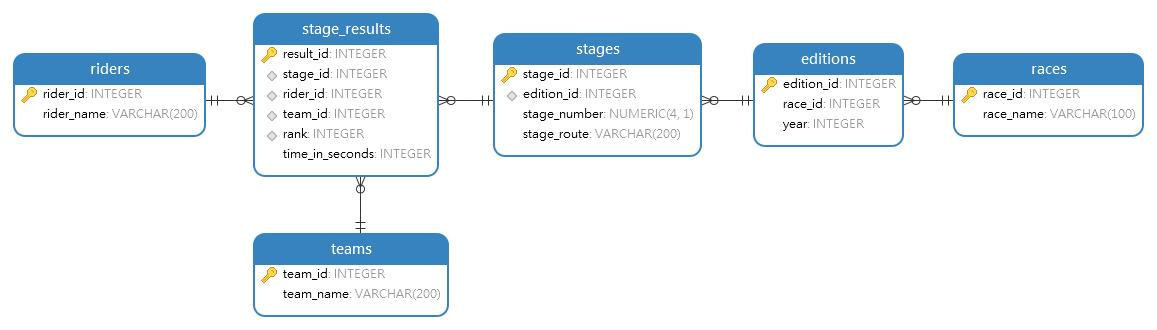 riders
rider_id: INTEGER
rider_name: VARCHAR(200)
stage_results
result_id: INTEGER
stage_id: INTEGER
rider_id: INTEGER
team_id: INTEGER
rank: INTEGER
time_in_seconds: INTEGER
stages
stage_id: INTEGER
edition_id: INTEGER
stage_number: NUMERIC(4, 1)
stage_route: VARCHAR(200)
editions
edition_id: INTEGER
race_id: INTEGER
year: INTEGER
races
race_id: INTEGER
race_name: VARCHAR(100)
teams
team_id: INTEGER
team_name: VARCHAR(200)